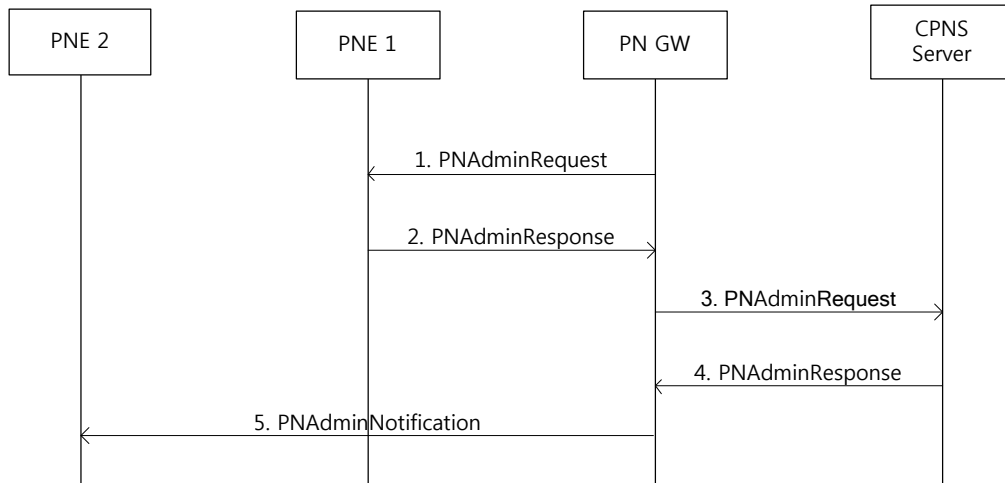 PNE 2
PNE 1
PN GW
CPNS
Server
1. PNAdminRequest
2. PNAdminResponse
3. PNAdminRequest
4. PNAdminResponse
5. PNAdminNotification